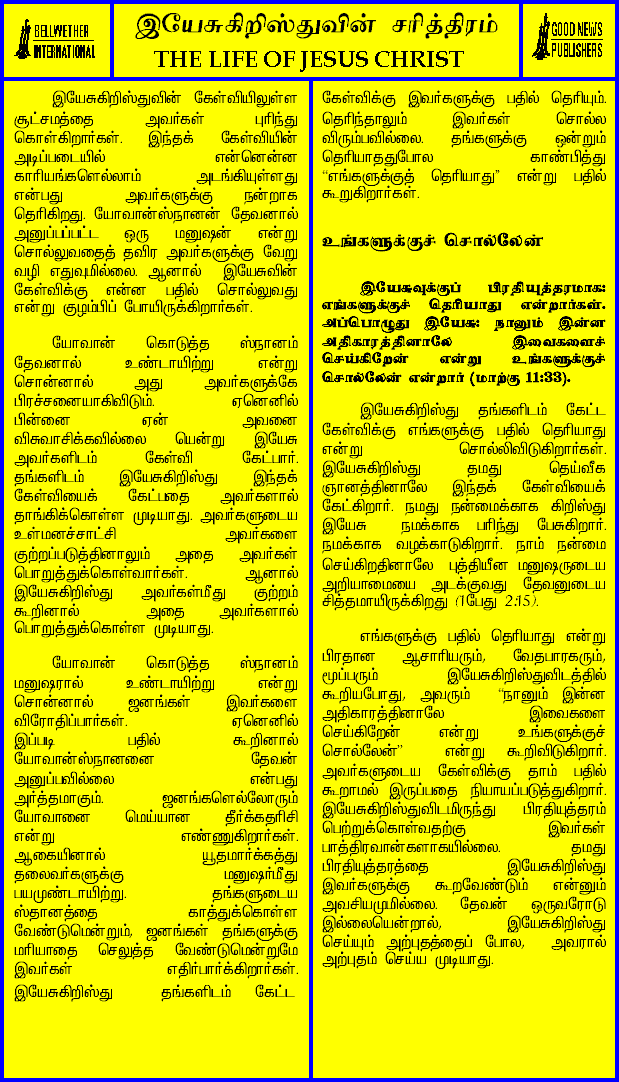 BELLWETHER
INTERNATIONAL
இயேசுகிறிஸ்துவின் சரித்திரம்
THE LIFE OF JESUS CHRIST
GOOD NEWS
PUBLISHERS
இயேசுகிறிஸ்துவின் கேள்வியிலுள்ள
சூட்சமத்தை அவர்கள் புரிந்து
கொள்கிறார்கள். இந்தக் கேள்வியின்
அடிப்படையில் என்னென்ன
காரியங்களெல்லாம் அடங்கியுள்ளது
என்பது அவர்களுக்கு நன்றாக
தெரிகிறது. யோவான்ஸ்நானன் தேவனால்
அனுப்பப்பட்ட ஒரு மனுஷன் என்று
சொல்லுவதைத் தவிர அவர்களுக்கு வேறு
வழி எதுவுமில்லை. ஆனால் இயேசுவின்
கேள்விக்கு என்ன பதில் சொல்லுவது
என்று குழம்பிப் போயிருக்கிறார்கள்.
யோவான் கொடுத்த ஸ்நானம்
தேவனால் உண்டாயிற்று என்று
சொன்னால் அது அவர்களுக்கே
பிரச்சனையாகிவிடும். ஏனெனில்
பின்னை ஏன் அவனை
விசுவாசிக்கவில்லை யென்று இயேசு
அவர்களிடம் கேள்வி கேட்பார்.
தங்களிடம் இயேசுகிறிஸ்து இந்தக்
கேள்வியைக் கேட்பதை அவர்களால்
தாங்கிக்கொள்ள முடியாது. அவர்களுடைய
உள்மனச்சாட்சி அவர்களை
குற்றப்படுத்தினாலும் அதை அவர்கள்
பொறுத்துக்கொள்வார்கள். ஆனால்
இயேசுகிறிஸ்து அவர்கள்மீது குற்றம்
கூறினால் அதை அவர்களால்
பொறுத்துக்கொள்ள முடியாது.
யோவான் கொடுத்த ஸ்நானம்
மனுஷரால் உண்டாயிற்று என்று
சொன்னால் ஜனங்கள் இவர்களை
விரோதிப்பார்கள். ஏனெனில்
இப்படி பதில் கூறினால்
யோவான்ஸ்நானனை தேவன்
அனுப்பவில்லை என்பது
அர்த்தமாகும். ஜனங்களெல்லோரும்
யோவானை மெய்யான தீர்க்கதரிசி
என்று எண்ணுகிறார்கள்.
ஆகையினால் யூதமார்க்கத்து
தலைவர்களுக்கு மனுஷர்மீது
பயமுண்டாயிற்று. தங்களுடைய
ஸ்தானத்தை காத்துக்கொள்ள
வேண்டுமென்றும், ஜனங்கள் தங்களுக்கு
மரியாதை செலுத்த வேண்டுமென்றுமே
இவர்கள் எதிர்பார்க்கிறார்கள்.
இயேசுகிறிஸ்து தங்களிடம் கேட்ட
கேள்விக்கு இவர்களுக்கு பதில் தெரியும்.
தெரிந்தாலும் இவர்கள் சொல்ல
விரும்பவில்லை. தங்களுக்கு ஒன்றும்
தெரியாததுபோல காண்பித்து
“எங்களுக்குத் தெரியாது” என்று பதில்
கூறுகிறார்கள்.
உங்களுக்குச் சொல்லேன்
இயேசுவுக்குப் பிரதியுத்தரமாக:
எங்களுக்குச் தெரியாது என்றார்கள்.
அப்பொழுது இயேசு: நானும் இன்ன
அதிகாரத்தினாலே இவைகளைச்
செய்கிறேன் என்று உங்களுக்குச்
சொல்லேன் என்றார் (மாற்கு 11:33).
இயேசுகிறிஸ்து தங்களிடம் கேட்ட
கேள்விக்கு எங்களுக்கு பதில் தெரியாது
என்று சொல்லிவிடுகிறார்கள்.
இயேசுகிறிஸ்து தமது தெய்வீக
ஞானத்தினாலே இந்தக் கேள்வியைக்
கேட்கிறார். நமது நன்மைக்காக கிறிஸ்து
இயேசு நமக்காக பரிந்து பேசுகிறார்.
நமக்காக வழக்காடுகிறார். நாம் நன்மை
செய்கிறதினாலே புத்தியீன மனுஷருடைய
அறியாமையை அடக்குவது தேவனுடைய
சித்தமாயிருக்கிறது (1பேது 2:15).
எங்களுக்கு பதில் தெரியாது என்று
பிரதான ஆசாரியரும், வேதபாரகரும்,
மூப்பரும் இயேசுகிறிஸ்துவிடத்தில்
கூறியபோது, அவரும் “நானும் இன்ன
அதிகாரத்தினாலே இவைகளை
செய்கிறேன் என்று உங்களுக்குச்
சொல்லேன்” என்று கூறிவிடுகிறார்.
அவர்களுடைய கேள்விக்கு தாம் பதில்
கூறாமல் இருப்பதை நியாயப்படுத்துகிறார்.
இயேசுகிறிஸ்துவிடமிருந்து பிரதியுத்தரம்
பெற்றுக்கொள்வதற்கு இவர்கள்
பாத்திரவான்களாகயில்லை. தமது
பிரதியுத்தரத்தை இயேசுகிறிஸ்து
இவர்களுக்கு கூறவேண்டும் என்னும்
அவசியமுமில்லை. தேவன் ஒருவரோடு
இல்லையென்றால், இயேசுகிறிஸ்து
செய்யும் அற்புதத்தைப் போல, அவரால்
அற்புதம் செய்ய முடியாது.